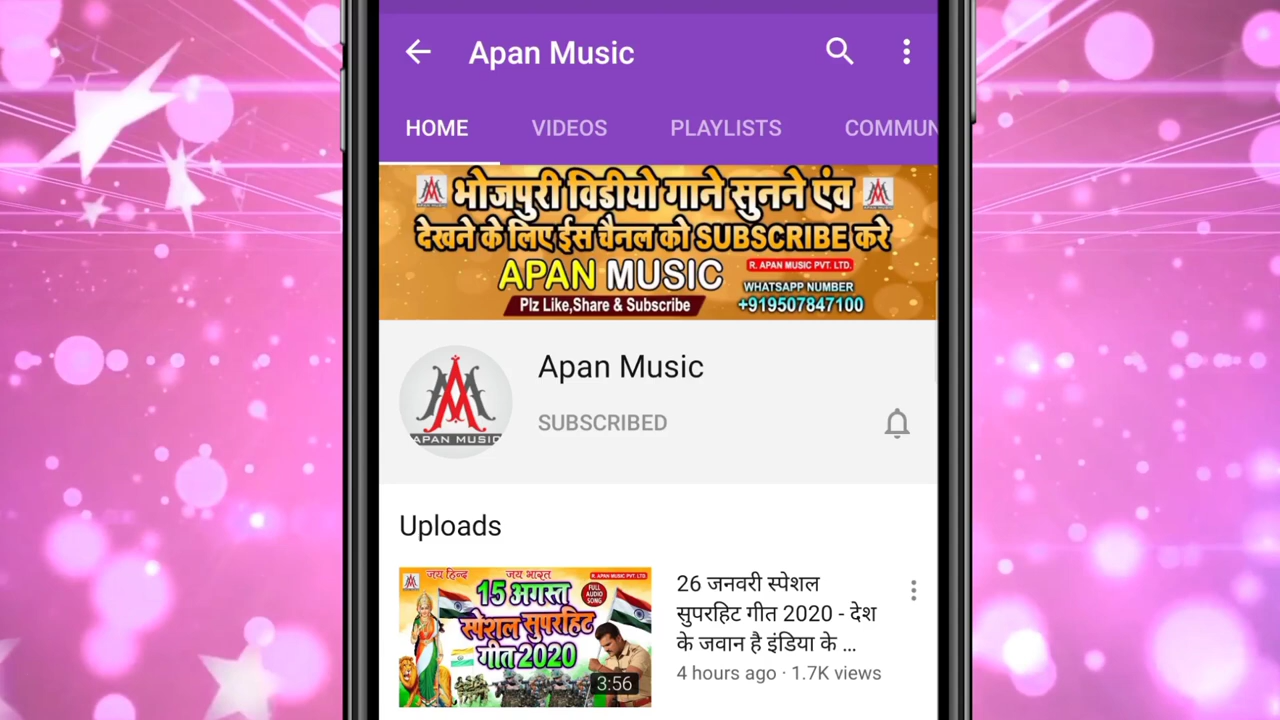 Apan Music
HOME VIDEOS PLAYLISTS COMMUN
भोजपुरी विडीयो गाने सुनने एंव
देखने के लिए ईस चैनल को SUBSCRIBE करे
APAN MUSIC
R. APAN MUSIC PVT. LTD.
WHATSAPP NUMBER
+919507847100
Plz Like,Share & Subscribe
Apan Music
SUBSCRIBED
APAN MUSIC
Uploads
जय हिन्द जय भारत
R. APAN MUSIC PVT. LTD
15 अगस्त
FULL
AUDIO
SONG
स्पेशल सुपरहिट
गीत 2020
3:56
26 जनवरी स्पेशल
सुपरहिट गीत 2020 - देश
के जवान है इंडिया के ...
4 hours ago · 1.7K views